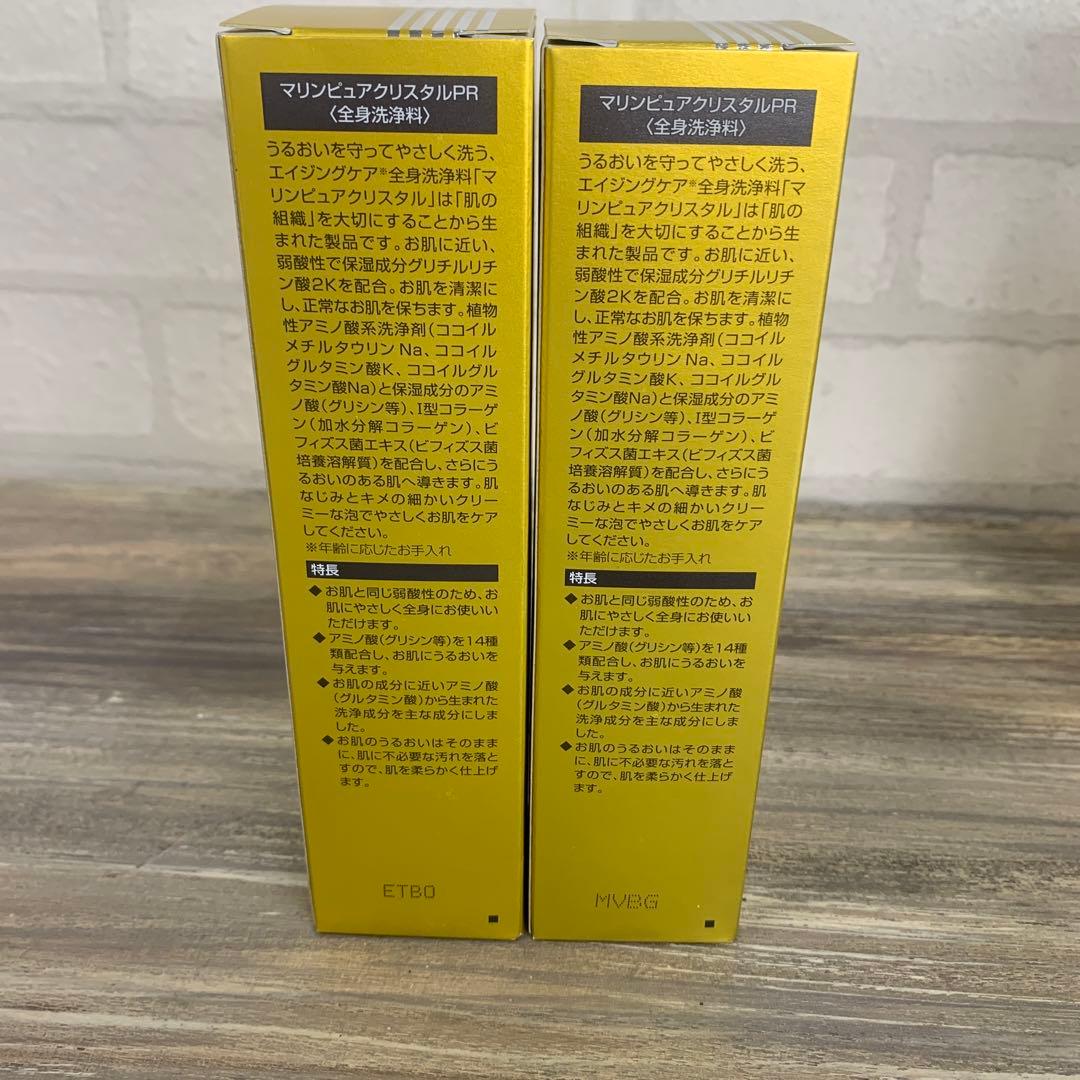 マリンピュアクリスタルPR
〈全身洗浄料〉
うるおいを守ってやさしく洗う、
エイジングケア※全身洗浄料「マ
リンピュアクリスタル」は「肌の
組織」を大切にすることから生
まれた製品です。お肌に近い、
弱酸性で保湿成分グリチルリチ
ン酸2Kを配合。お肌を清潔に
し、正常なお肌を保ちます。植物
性アミノ酸系洗浄剤(ココイル
メチルタウリン Na、ココイル
グルタミン酸K、ココイルグル
タミン酸Na)と保湿成分のアミ
ノ酸(グリシン等)、I型コラーゲ
ン(加水分解コラーゲン)、ビ
フィズス菌エキス(ビフィズス菌
培養溶解質)を配合し、さらにう
るおいのある肌へ導きます。肌
なじみとキメの細かいクリー
ミーな泡でやさしくお肌をケア
してください。
※年齢に応じたお手入れ
特長
◆お肌と同じ弱酸性のため、お
肌にやさしく全身にお使いい
ただけます。
◆アミノ酸(グリシン等)を14種
類配合し、お肌にうるおいを
与えます。
◆お肌の成分に近いアミノ酸
(グルタミン酸)から生まれた
洗浄成分を主な成分にしま
した。
◆お肌のうるおいはそのまま
に、肌に不必要な汚れを落と
すので、肌を柔らかく仕上げ
ます。
ETBO
マリンピュアクリスタルPR
〈全身洗浄料〉
うるおいを守ってやさしく洗う、
エイジングケア※全身洗浄料「マ
リンピュアクリスタル」は「肌の
組織」を大切にすることから生
まれた製品です。お肌に近い、
弱酸性で保湿成分グリチルリチ
ン酸2Kを配合。お肌を清潔に
し、正常なお肌を保ちます。植物
性アミノ酸系洗浄剤(ココイル
メチルタウリン Na、ココイル
グルタミン酸K、ココイルグル
タミン酸Na)と保湿成分のアミ
ノ酸(グリシン等)、I型コラーゲ
ン(加水分解コラーゲン)、ビ
フィズス菌エキス(ビフィズス菌
培養溶解質)を配合し、さらにう
るおいのある肌へ導きます。肌
なじみとキメの細かいクリー
ミーな泡でやさしくお肌をケア
してください。
※年齢に応じたお手入れ
特長
◆お肌と同じ弱酸性のため、お
肌にやさしく全身にお使いい
ただけます。
◆アミノ酸(グリシン等)を14種
類配合し、お肌にうるおいを
与えます。
◆お肌の成分に近いアミノ酸
(グルタミン酸)から生まれた
洗浄成分を主な成分にしま
した。
◆お肌のうるおいはそのまま
に、肌に不必要な汚れを落と
すので、肌を柔らかく仕上げ
ます。
MVBG